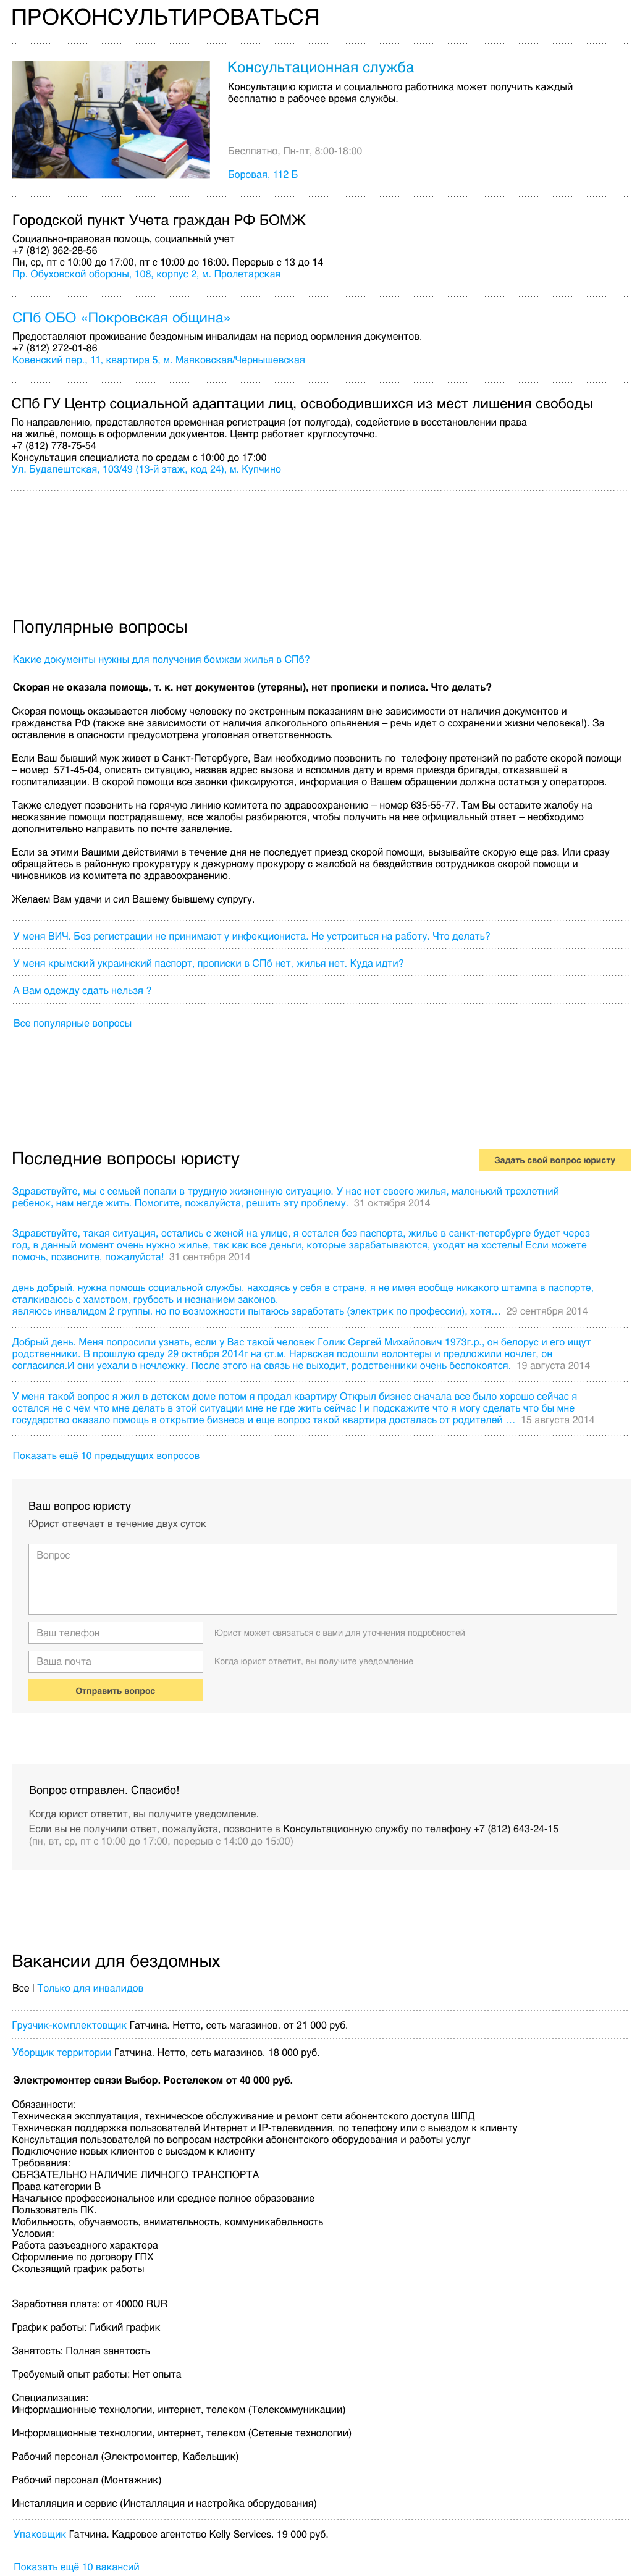 ПРОКОНСУЛЬТИРОВАТЬСЯ
Консультационная служба
Консультацию юриста и социального работника может получить каждый
бесплатно в рабочее время службы.
Беслпатно, Пн-пт, 8:00-18:00
Боровая, 112 Б
Городской пункт Учета граждан РФ БОМЖ
Социально-правовая помощь, социальный учет
+7 (812) 362-28-56
Пн, ср, пт с 10:00 до 17:00, пт с 10:00 до 16:00. Перерыв с 13 до 14
Пр. Обуховской обороны, 108, корпус 2, м. Пролетарская
СПб ОБО «Покровская община»
Предоставляют проживание бездомным инвалидам на период оормления документов.
+7 (812) 272-01-86
Ковенский пер., 11, квартира 5, м. Маяковская/Чернышевская
СПб ГУ Центр социальной адаптации лиц, освободившихся из мест лишения свободы
По направлению, представляется временная регистрация (от полугода), содействие в восстановлении права
на жильё, помощь в оформлении документов. Центр работает круглосуточно.
+7 (812) 778-75-54
Консультация специалиста по средам с 10:00 до 17:00
Ул. Будапештская, 103/49 (13-й этаж, код 24), м. Купчино
Популярные вопросы
Какие документы нужны для получения бомжам жилья в СПб?
Скорая не оказала помощь, т. к. нет документов (утеряны), нет прописки и полиса. Что делать?
Скорая помощь оказывается любому человеку по экстренным показаниям вне зависимости от наличия документов и
гражданства РФ (также вне зависимости от наличия алкогольного опьянения – речь идет о сохранении жизни человека!). За
оставление в опасности предусмотрена уголовная ответственность.
Если Ваш бывший муж живет в Санкт-Петербурге, Вам необходимо позвонить по телефону претензий по работе скорой помощи
– номер 571-45-04, описать ситуацию, назвав адрес вызова и вспомнив дату и время приезда бригады, отказавшей в
госпитализации. В скорой помощи все звонки фиксируются, информация о Вашем обращении должна остаться у операторов.
Также следует позвонить на горячую линию комитета по здравоохранению – номер 635-55-77. Там Вы оставите жалобу на
неоказание помощи пострадавшему, все жалобы разбираются, чтобы получить на нее официальный ответ – необходимо
дополнительно направить по почте заявление.
Если за этими Вашими действиями в течение дня не последует приезд скорой помощи, вызывайте скорую еще раз. Или сразу
обращайтесь в районную прокуратуру к дежурному прокурору с жалобой на бездействие сотрудников скорой помощи и
чиновников из комитета по здравоохранению.
Желаем Вам удачи и сил Вашему бывшему супругу.
У меня ВИЧ. Без регистрации не принимают у инфекциониста. Не устроиться на работу. Что делать?
У меня крымский украинский паспорт, прописки в СПб нет, жилья нет. Куда идти?
А Вам одежду сдать нельзя ?
Все популярные вопросы
Последние вопросы юристу
Задать свой вопрос юристу
Здравствуйте, мы с семьей попали в трудную жизненную ситуацию. У нас нет своего жилья, маленький трехлетний
ребенок, нам негде жить. Помогите, пожалуйста, решить эту проблему. 31 октября 2014
Здравствуйте, такая ситуация, остались с женой на улице, я остался без паспорта, жилье в санкт-петербурге будет через
год, в данный момент очень нужно жилье, так как все деньги, которые зарабатываются, уходят на хостелы! Если можете
помочь, позвоните, пожалуйста! 31 сентября 2014
день добрый. нужна помощь социальной службы. находясь у себя в стране, я не имея вообще никакого штампа в паспорте,
сталкиваюсь с хамством, грубость и незнанием законов.
являюсь инвалидом 2 группы. но по возможности пытаюсь заработать (электрик по профессии), хотя… 29 сентября 2014
Добрый день. Меня попросили узнать, если у Вас такой человек Голик Сергей Михайлович 1973г.р., он белорус и его ищут
родственники. В прошлую среду 29 октября 2014г на ст.м. Нарвская подошли волонтеры и предложили ночлег, он
согласился.И они уехали в ночлежку. После этого на связь не выходит, родственники очень беспокоятся. 19 августа 2014
У меня такой вопрос я жил в детском доме потом я продал квартиру Открыл бизнес сначала все было хорошо сейчас я
остался не с чем что мне делать в этой ситуации мне не где жить сейчас ! и подскажите что я могу сделать что бы мне
государство оказало помощь в открытие бизнеса и еще вопрос такой квартира досталась от родителей … 15 августа 2014
Показать ещё 10 предыдущих вопросов
Ваш вопрос юристу
Юрист отвечает в течение двух суток
Вопрос
Ваш телефон
Юрист может связаться с вами для уточнения подробностей
Ваша почта
Когда юрист ответит, вы получите уведомление
Отправить вопрос
Вопрос отправлен. Спасибо!
Когда юрист ответит, вы получите уведомление.
Если вы не получили ответ, пожалуйста, позвоните в Консультационную службу по телефону +7 (812) 643-24-15
(пн, вт, ср, пт с 10:00 до 17:00, перерыв с 14:00 до 15:00)
Вакансии для бездомных
Все | Только для инвалидов
Грузчик-комплектовщик Гатчина. Нетто, сеть магазинов. от 21 000 руб.
Уборщик территории Гатчина. Нетто, сеть магазинов. 18 000 руб.
Электромонтер связи Выбор. Ростелеком от 40 000 руб.
Обязанности:
Техническая эксплуатация, техническое обслуживание и ремонт сети абонентского доступа ШПД
Техническая поддержка пользователей Интернет и IP-телевидения, по телефону или с выездом к клиенту
Консультация пользователей по вопросам настройки абонентского оборудования и работы услуг
Подключение новых клиентов с выездом к клиенту
Требования:
ОБЯЗАТЕЛЬНО НАЛИЧИЕ ЛИЧНОГО ТРАНСПОРТА
Права категории В
Начальное профессиональное или среднее полное образование
Пользователь ПК.
Мобильность, обучаемость, внимательность, коммуникабельность
Условия:
Работа разъездного характера
Оформление по договору ГПХ
Скользящий график работы
Заработная плата: от 40000 RUR
График работы: Гибкий график
Занятость: Полная занятость
Требуемый опыт работы: Нет опыта
Специализация:
Информационные технологии, интернет, телеком (Телекоммуникации)
Информационные технологии, интернет, телеком (Сетевые технологии)
Рабочий персонал (Электромонтер, Кабельщик)
Рабочий персонал (Монтажник)
Инсталляция и сервис (Инсталляция и настройка оборудования)
Упаковщик Гатчина. Кадровое агентство Kelly Services. 19 000 руб.
Показать ещё 10 вакансий